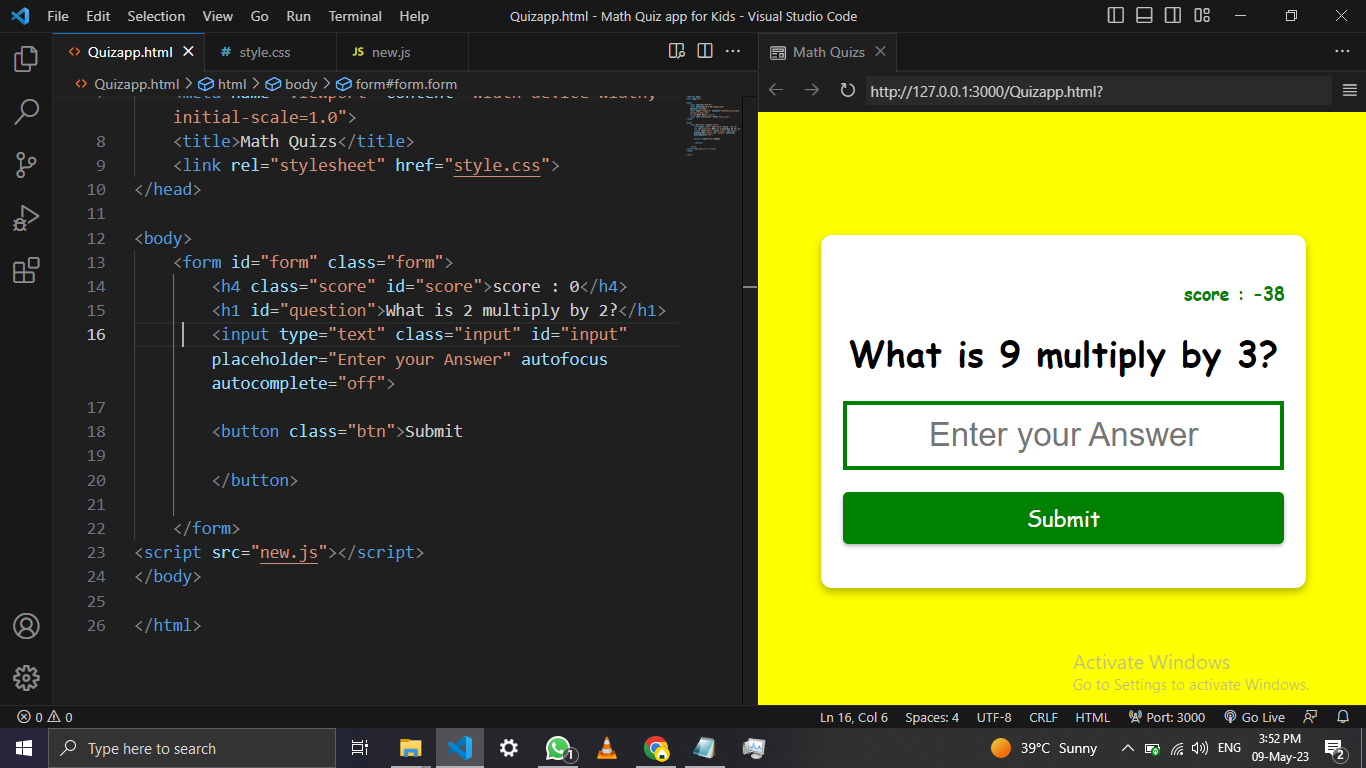 File Edit Selection View Go Run Terminal Help
Quizapp.html - Math Quiz app for Kids - Visual Studio Code
<> Quizapp.html
# style.css
JS new.js
<> Quizapp.html > html > body > form#form.form
initial-scale=1.0">
8 <title>Math Quizs</title>
9 <link rel="stylesheet" href="style.css">
10 </head>
11
12 <body>
13 <form id="form" class="form">
14 <h4 class="score" id="score">score : 0</h4>
15 <h1 id="question">What is 2 multiply by 2?</h1>
16 <input type="text" class="input" id="input"
placeholder="Enter your Answer" autofocus
autocomplete="off">
17
18 <button class="btn">Submit
19
20 </button>
21
22 </form>
23 <script src="new.js"></script>
24 </body>
25
26 </html>
Math Quizs
http://127.0.0.1:3000/Quizapp.html?
score : -38
What is 9 multiply by 3?
Enter your Answer
Submit
Activate Windows
Go to Settings to activate Windows.
0 0
Ln 16, Col 6 Spaces: 4 UTF-8 CRLF HTML Port: 3000 Go Live
Type here to search
1
39°C Sunny
ENG
3:52 PM
09-May-23
2